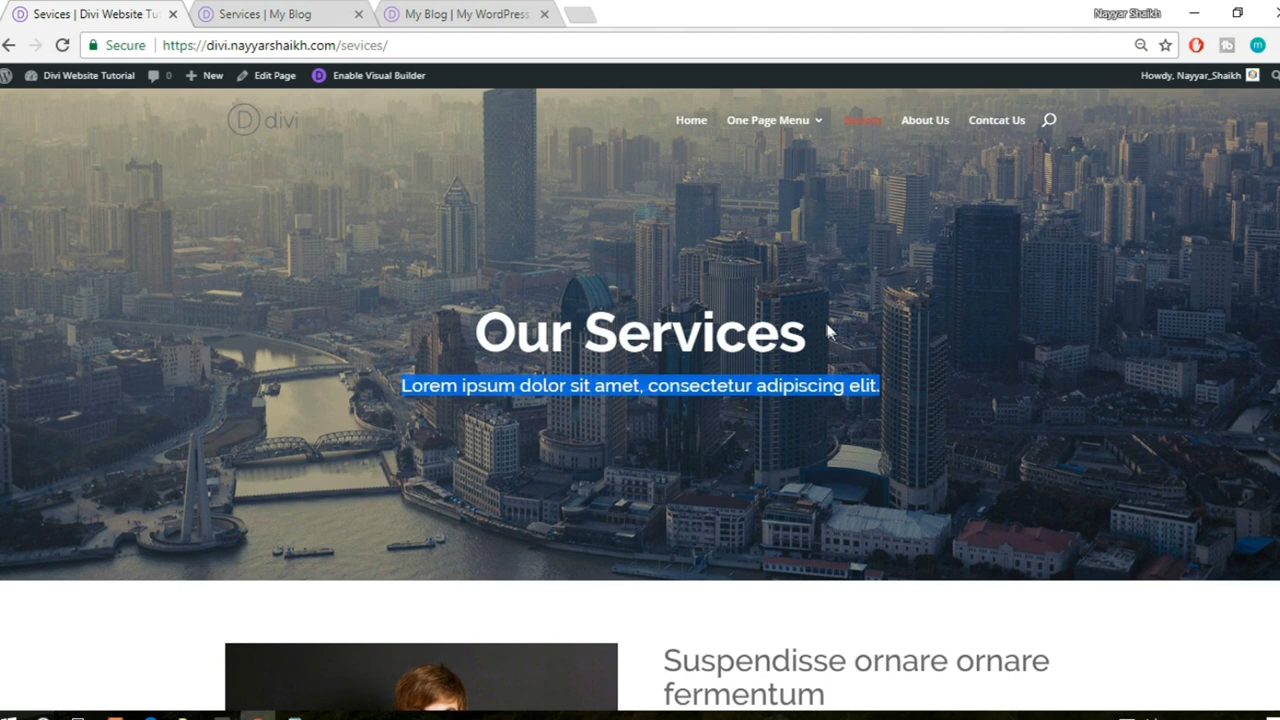 Sevices | Divi Website Tu
Services | My Blog
My Blog | My WordPress
Nayyar Shaikh
Secure
https://divi.nayyarshaikh.com/sevices/
Divi Website Tutorial
0
New
Edit Page
Enable Visual Builder
Howdy, Nayyar_Shaikh
D divi
Home
One Page Menu
About Us
Contcat Us
Our Services
Lorem ipsum dolor sit amet, consectetur adipiscing elit.
Suspendisse ornare ornare
fermentum